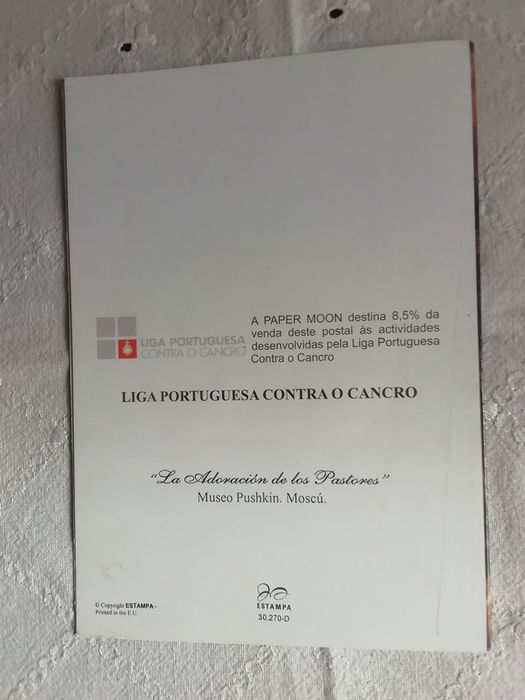 A PAPER MOON destina 8,5% da
venda deste postal às actividades
desenvolvidas pela Liga Portuguesa
Contra o Cancro
LIGA PORTUGUESA
CONTRA O CANCRO
LIGA PORTUGUESA CONTRA O CANCRO
"La Adoración de los Pastores"
Museo Pushkin. Moscú.
© Copyright ESTAMPA-
Printed in the E.U.
ESTAMPA
30.270-D